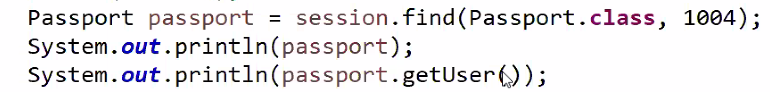 Passport passport = session.find(Passport.class, 1004);
System.out.println(passport);
System.out.println(passport.getUser());